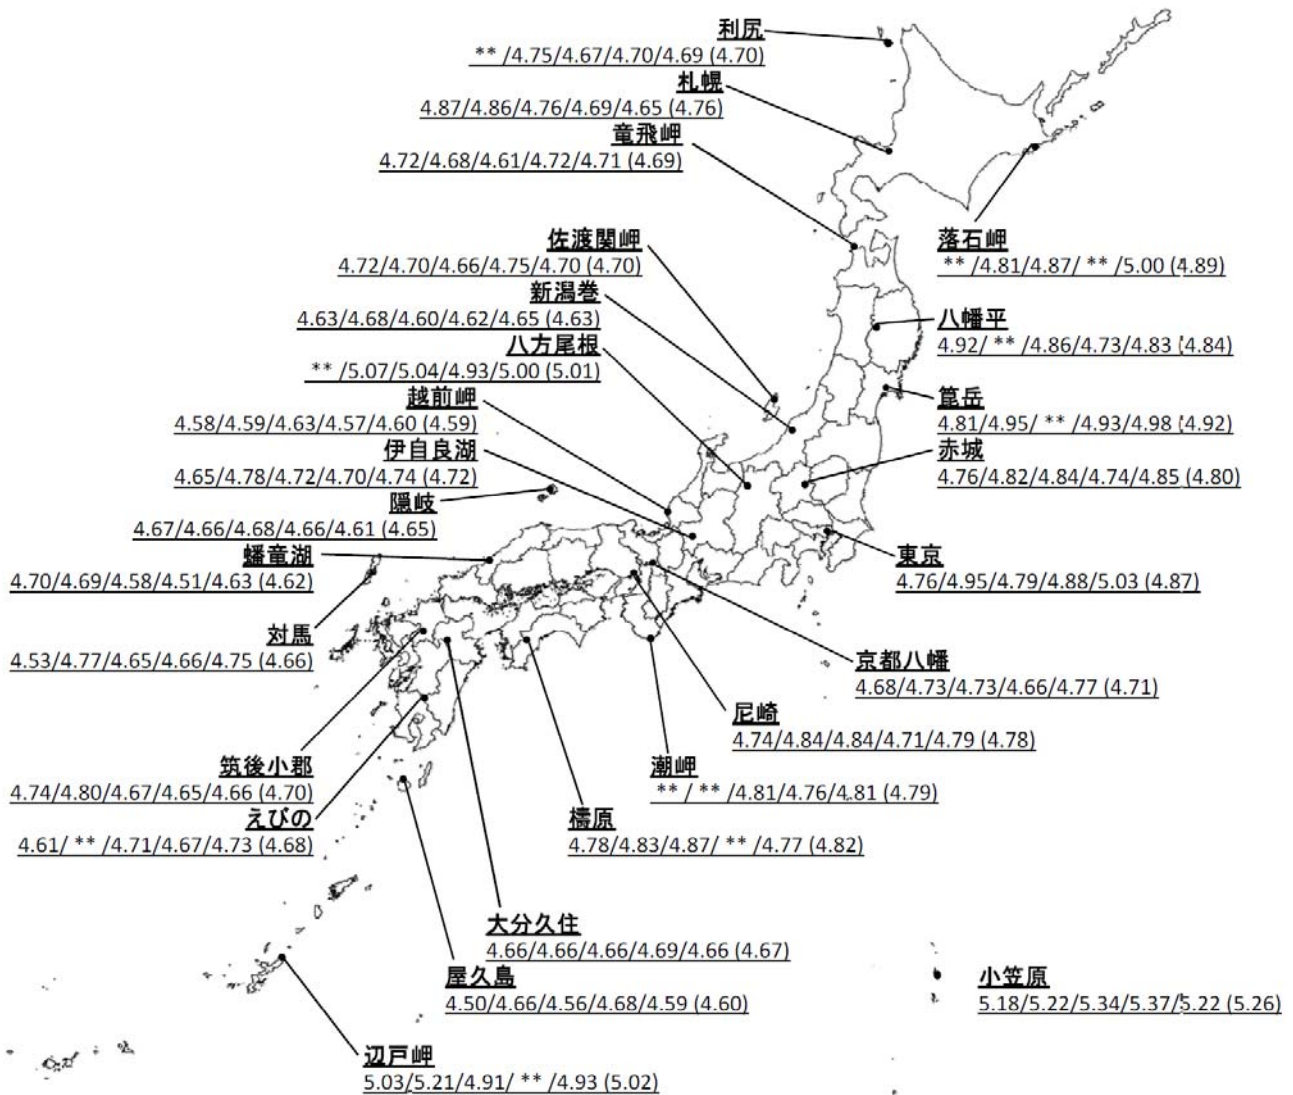 利尻
** /4.75/4.67/4.70/4.69 (4.70)
札幌
4.87/4.86/4.76/4.69/4.65 (4.76)
竜飛岬
4.72/4.68/4.61/4.72/4.71 (4.69)
落石岬
** /4.81/4.87/ ** /5.00 (4.89)
佐渡関岬
4.72/4.70/4.66/4.75/4.70 (4.70)
新潟巻
4.63/4.68/4.60/4.62/4.65 (4.63)
八幡平
4.92/ ** /4.86/4.73/4.83 (4.84)
八方尾根
** /5.07/5.04/4.93/5.00 (5.01)
越前岬
4.58/4.59/4.63/4.57/4.60 (4.59)
箟岳
4.81/4.95/ ** /4.93/4.98 (4.92)
伊自良湖
4.65/4.78/4.72/4.70/4.74 (4.72)
赤城
4.76/4.82/4.84/4.74/4.85 (4.80)
隠岐
4.67/4.66/4.68/4.66/4.61 (4.65)
蟠竜湖
4.70/4.69/4.58/4.51/4.63 (4.62)
東京
4.76/4.95/4.79/4.88/5.03 (4.87)
対馬
4.53/4.77/4.65/4.66/4.75 (4.66)
京都八幡
4.68/4.73/4.73/4.66/4.77 (4.71)
尼崎
4.74/4.84/4.84/4.71/4.79 (4.78)
筑後小郡
4.74/4.80/4.67/4.65/4.66 (4.70)
潮岬
** / ** /4.81/4.76/4.81 (4.79)
えびの
4.61/ ** /4.71/4.67/4.73 (4.68)
檮原
4.78/4.83/4.87/ ** /4.77 (4.82)
大分久住
4.66/4.66/4.66/4.69/4.66 (4.67)
屋久島
4.50/4.66/4.56/4.68/4.59 (4.60)
小笠原
5.18/5.22/5.34/5.37/5.22 (5.26)
辺戸岬
5.03/5.21/4.91/ ** /4.93 (5.02)